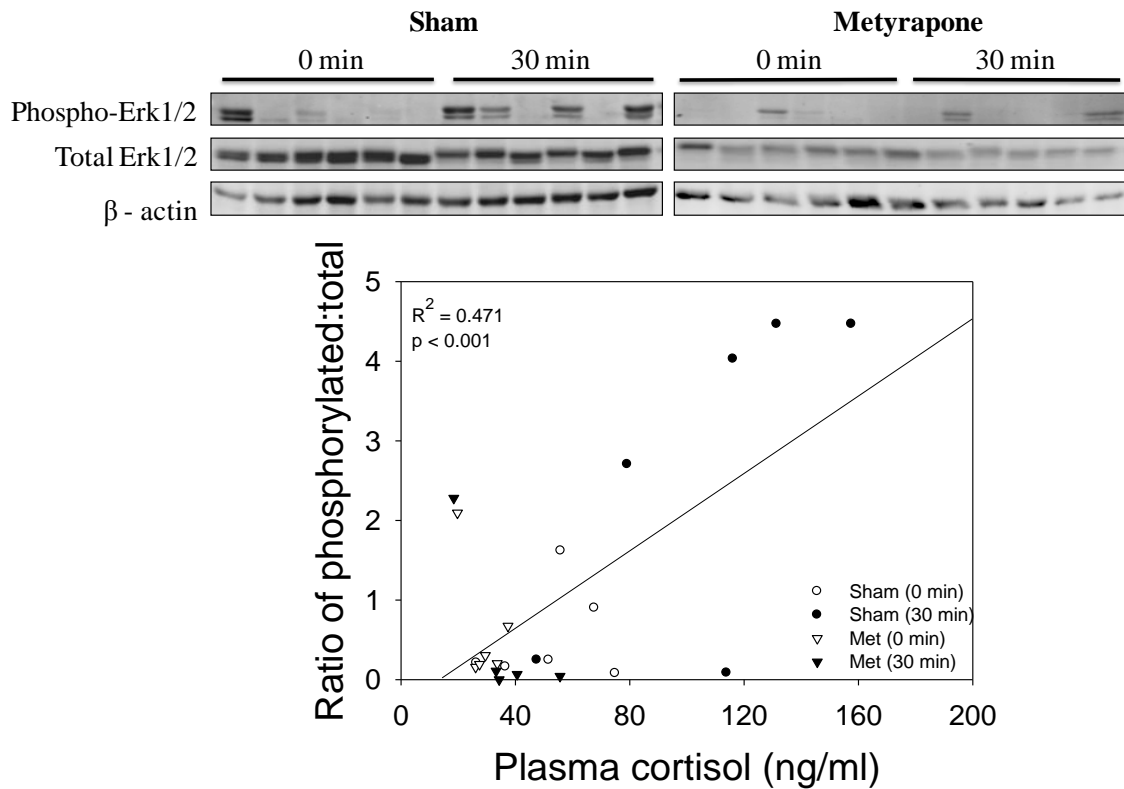 Sham Metyrapone
0 min 30 min 0 min 30 min
Phospho-Erk1/2
Total Erk1/2
β - actin
5
R2 = 0.471
p < 0.001
4
3
2
1
0
Ratio of phosphorylated:total
Sham (0 min)
Sham (30 min)
Met (0 min)
Met (30 min)
0 40 80 120 160 200
Plasma cortisol (ng/ml)